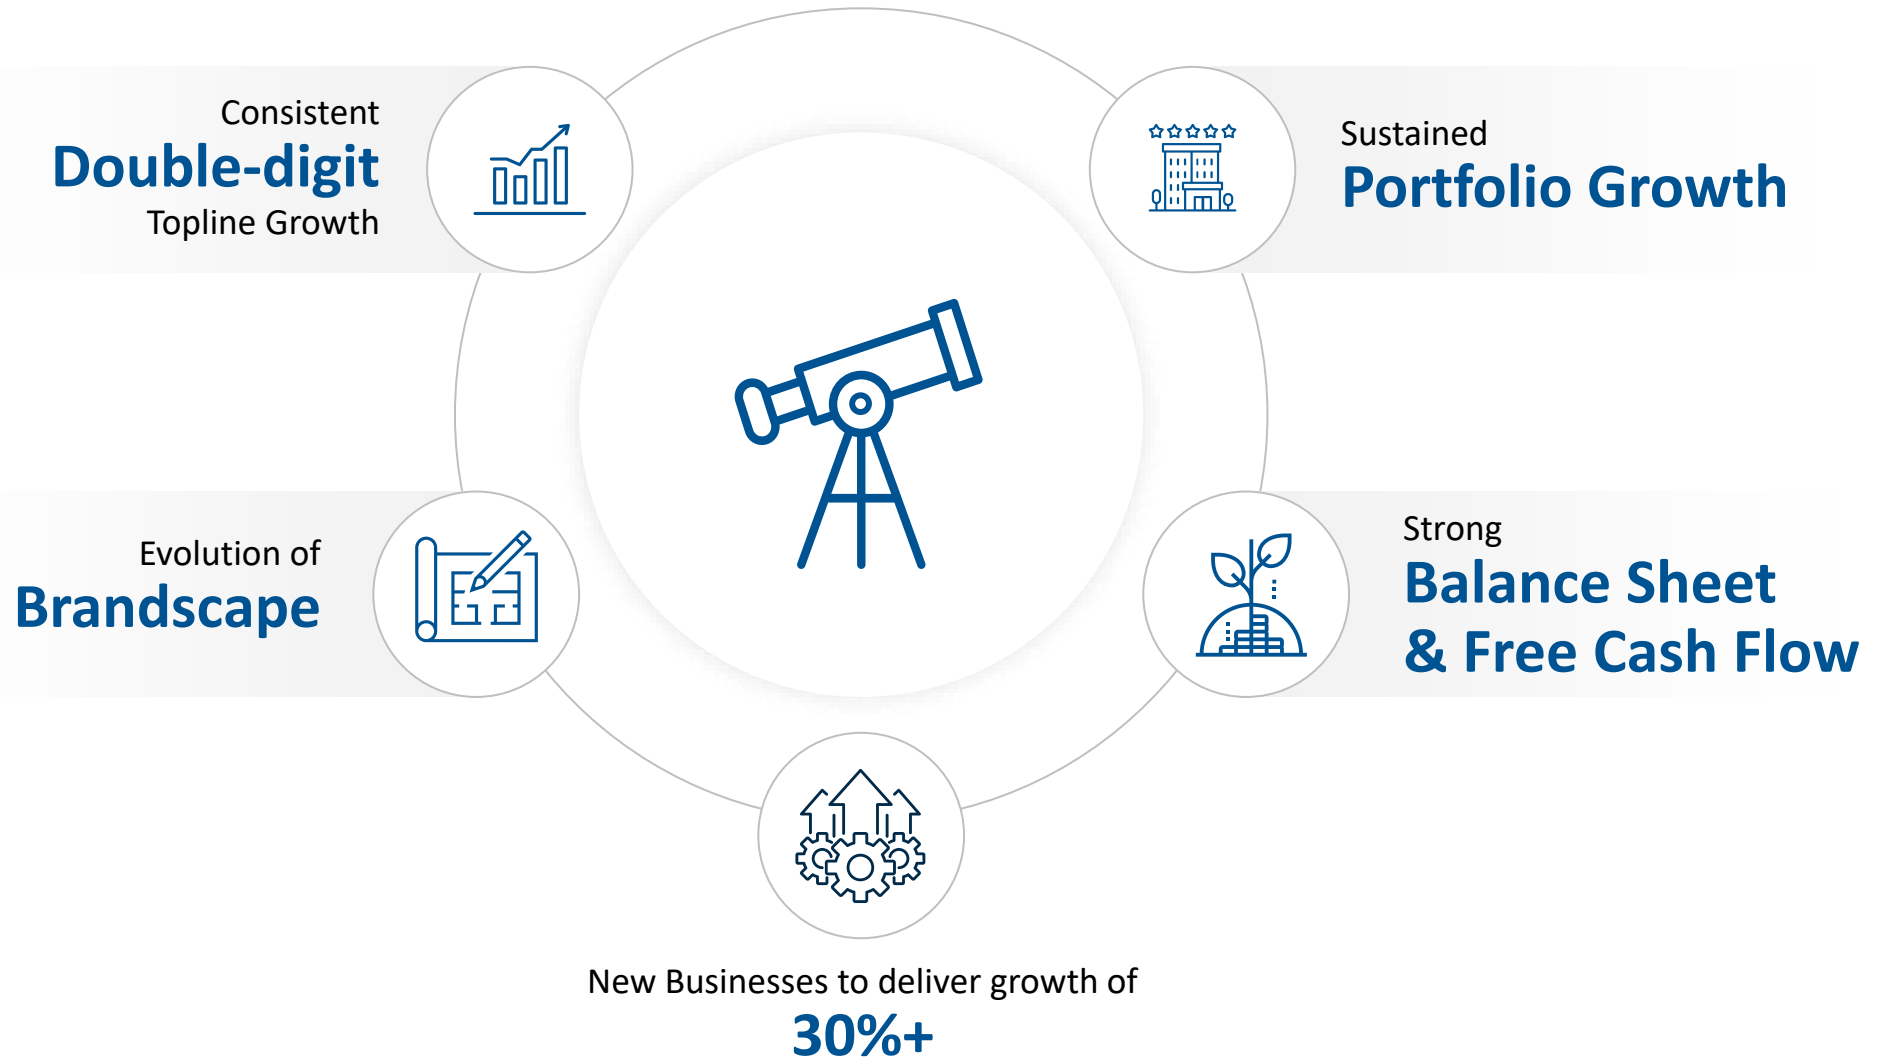 Consistent
Double-digit
Topline Growth
Sustained
Portfolio Growth
Evolution of
Brandscape
Strong
Balance Sheet
& Free Cash Flow
New Businesses to deliver growth of
30%+